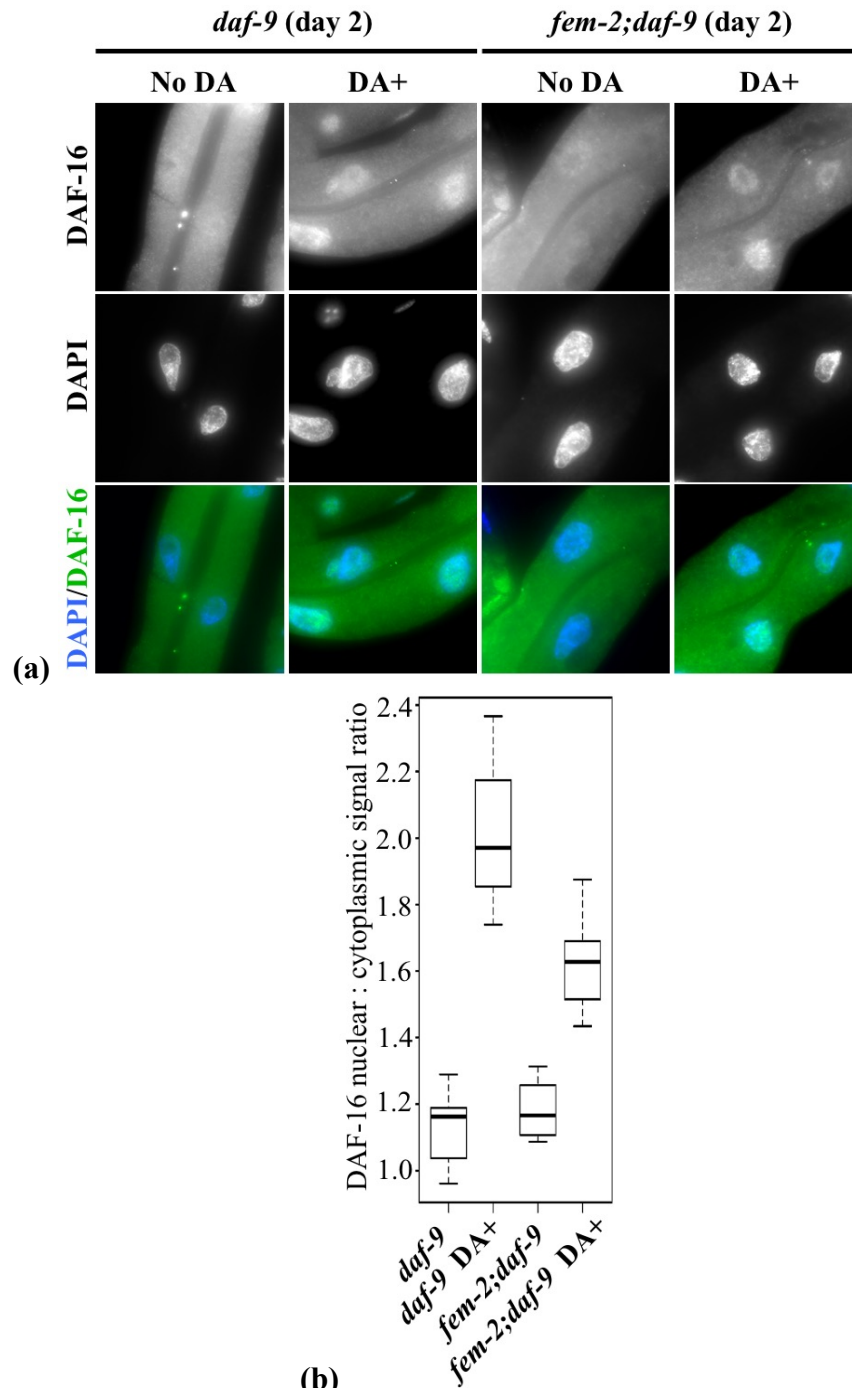 daf-9 (day 2) fem-2;daf-9 (day 2)
No DA DA+ No DA DA+
DAF-16
DAPI
DAPI/DAF-16
(a)
DAF-16 nuclear : cytoplasmic signal ratio
2.4
2.2
2.0
1.8
1.6
1.4
1.2
1.0
daf-9
daf-9 DA+
fem-2;daf-9
fem-2;daf-9 DA+
(b)